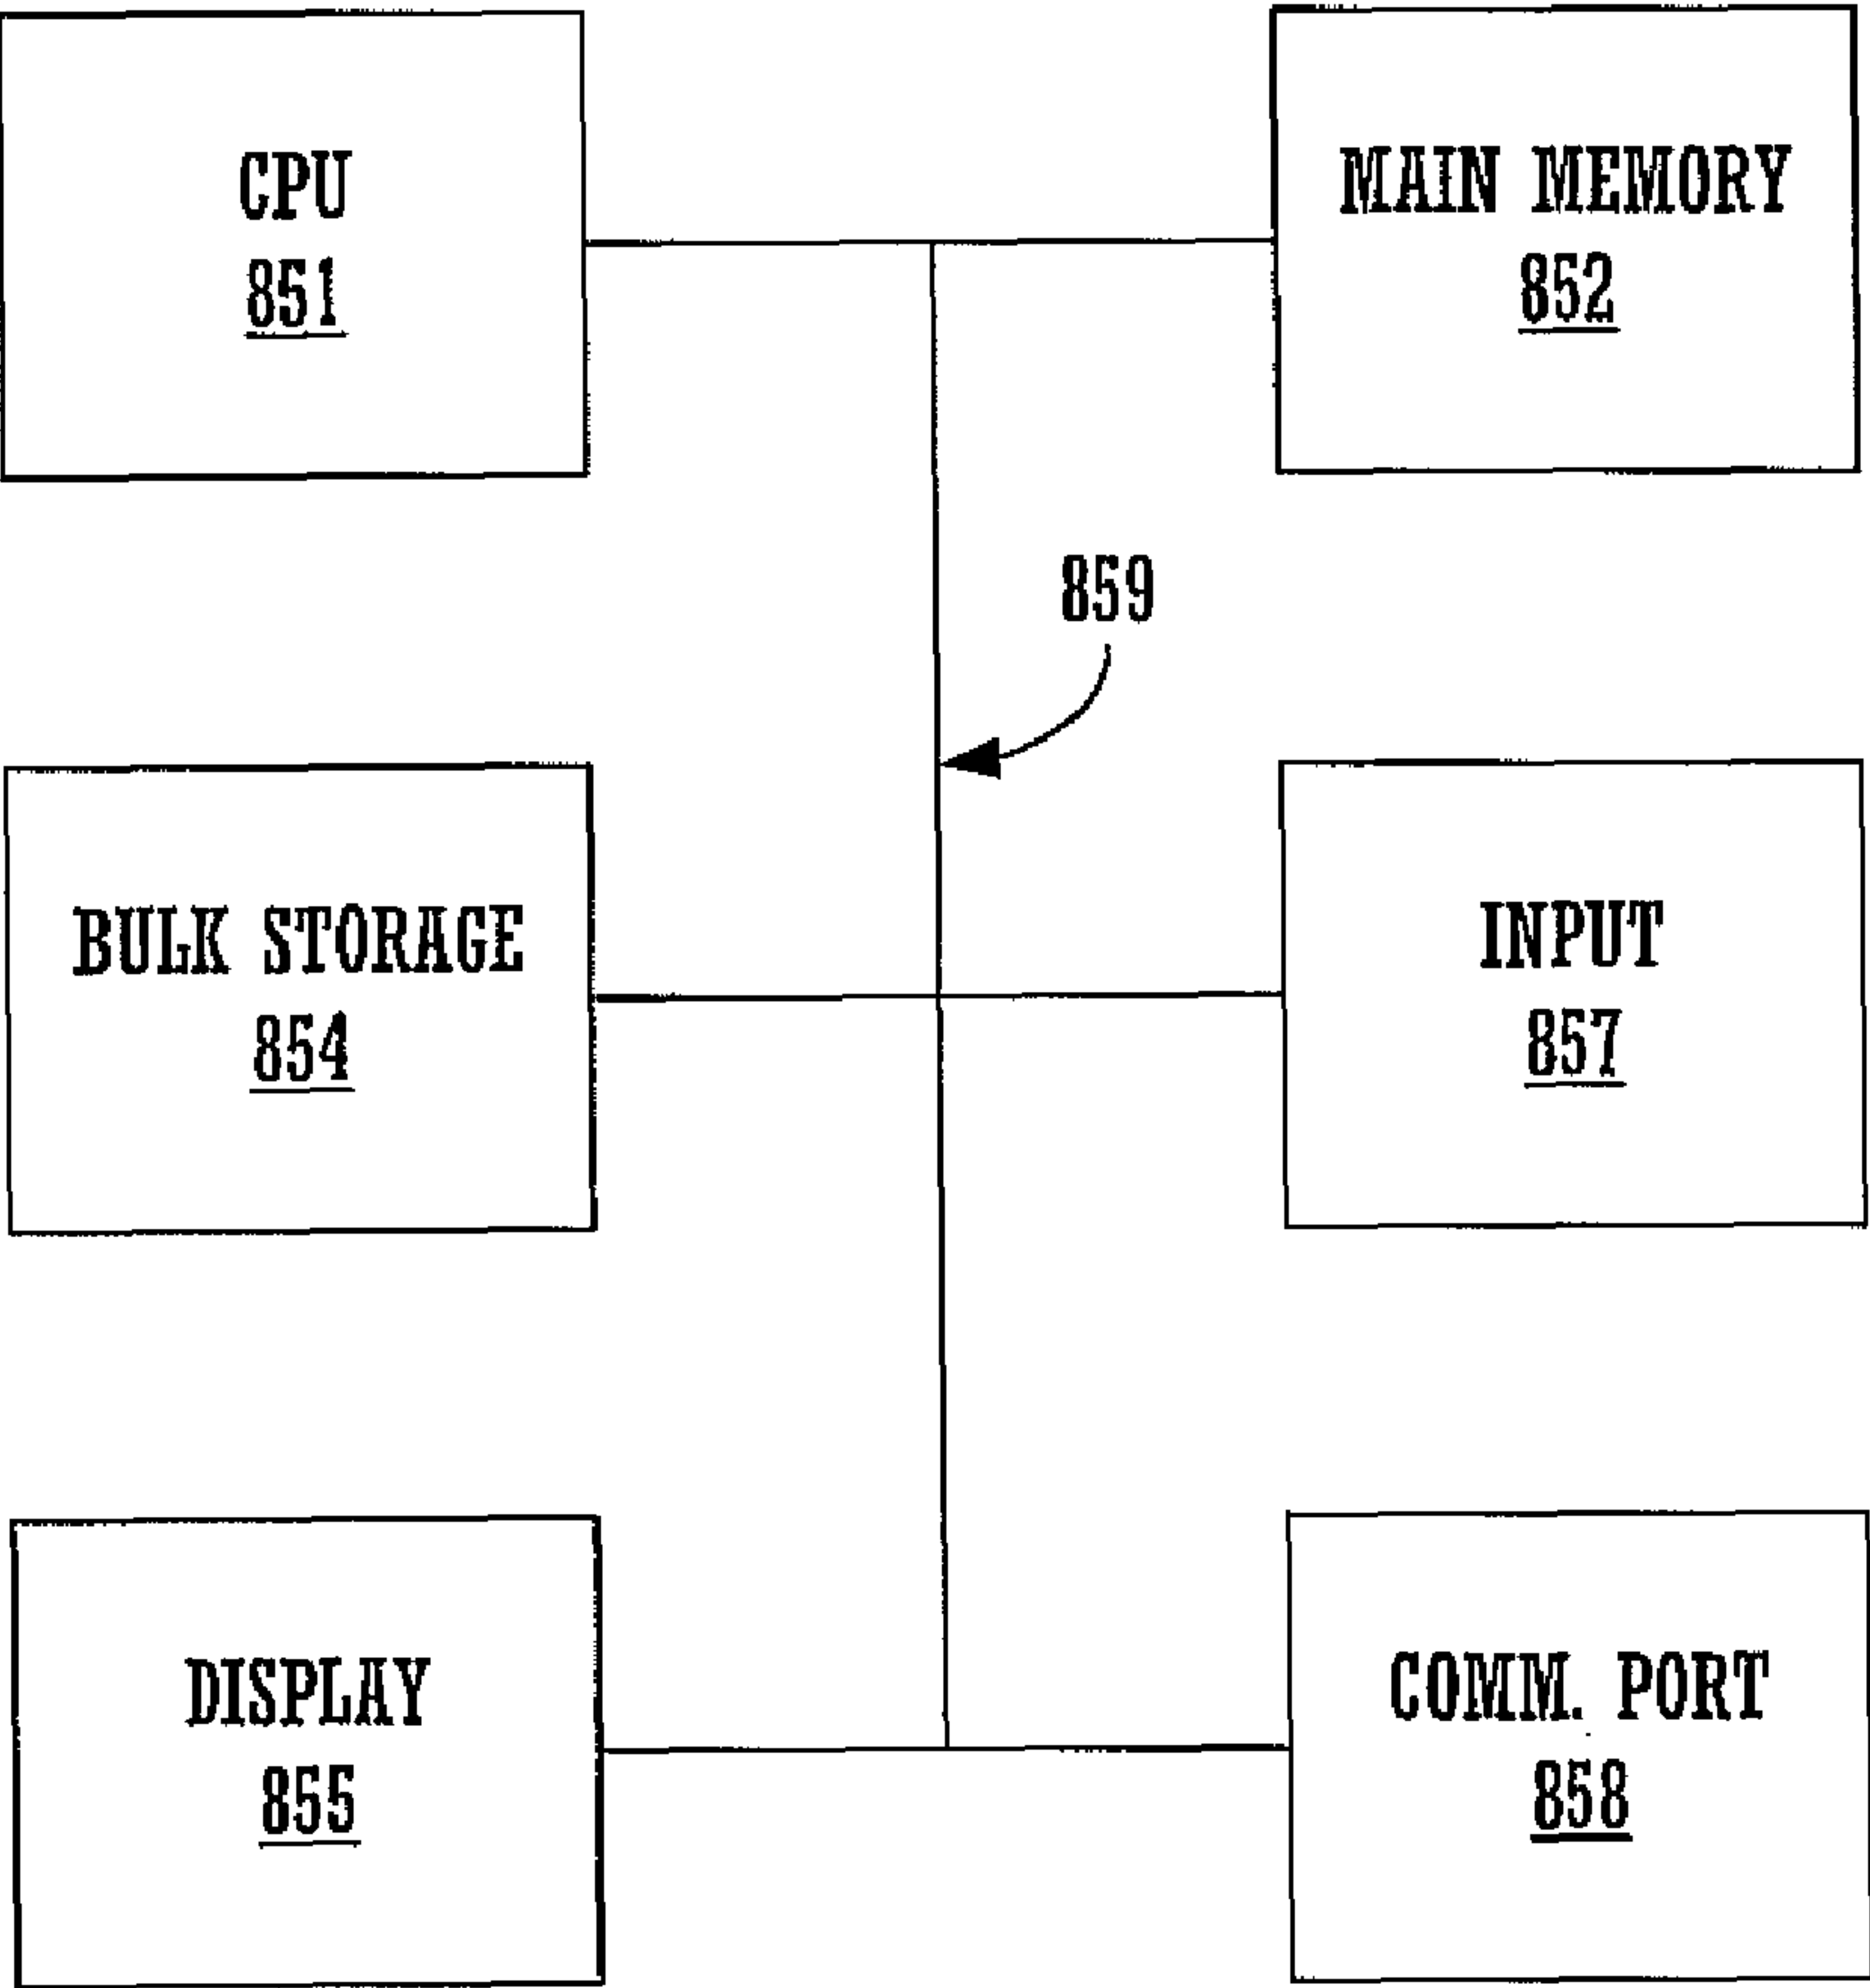 CPU
851
MAIN MEMORY
852
859
BULK STORAGE
854
INPUT
857
DISPLAY
855
COMM. PORT
858